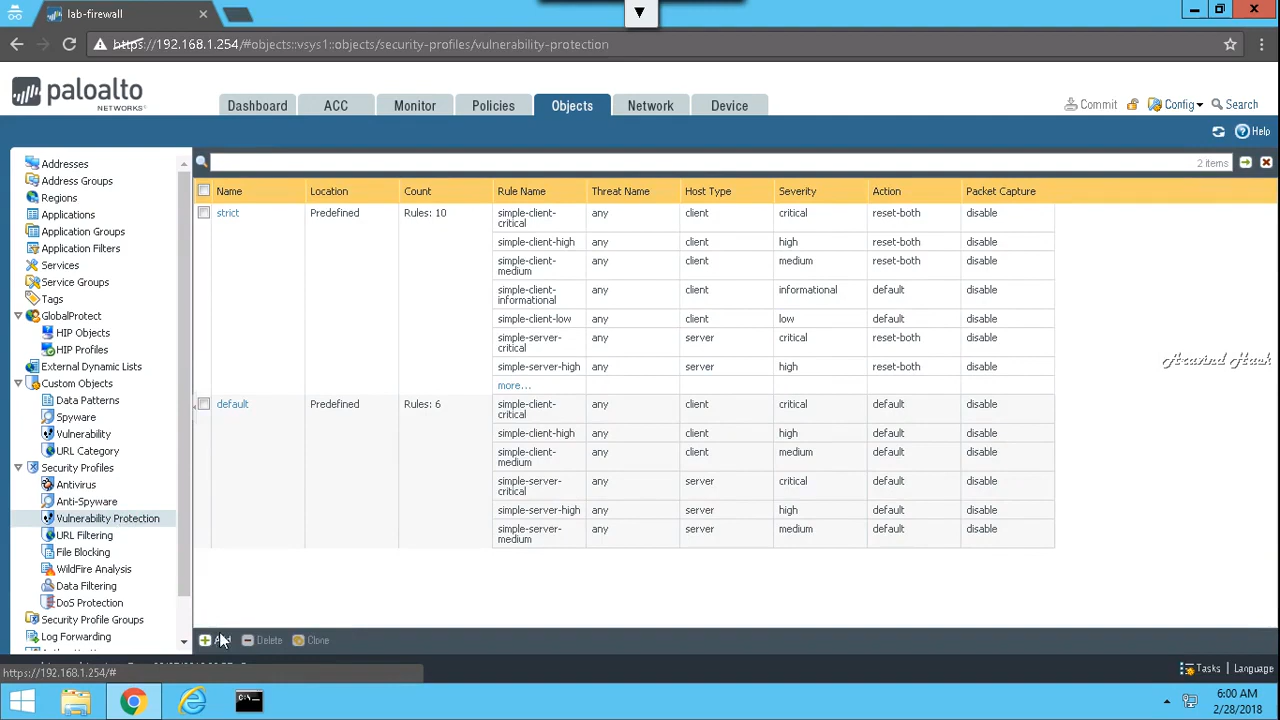 lab-firewall
https://192.168.1.254/#objects::vsys1::objects/security-profiles/vulnerability-protection
paloalto
NETWORKS
Dashboard ACC Monitor Policies Objects Network Device
Commit Config Search
Help
2 items
Addresses
Address Groups
Regions
Applications
Application Groups
Application Filters
Services
Service Groups
Tags
GlobalProtect
HIP Objects
HIP Profiles
External Dynamic Lists
Custom Objects
Data Patterns
Spyware
Vulnerability
URL Category
Security Profiles
Antivirus
Anti-Spyware
Vulnerability Protection
URL Filtering
File Blocking
WildFire Analysis
Data Filtering
DoS Protection
Security Profile Groups
Log Forwarding
Name Location Count Rule Name Threat Name Host Type Severity Action Packet Capture
strict Predefined Rules: 10 simple-client-critical any client critical reset-both disable
simple-client-high any client high reset-both disable
simple-client-medium any client medium reset-both disable
simple-client-informational any client informational default disable
simple-client-low any client low default disable
simple-server-critical any server critical reset-both disable
simple-server-high any server high reset-both disable
more...
default Predefined Rules: 6 simple-client-critical any client critical default disable
simple-client-high any client high default disable
simple-client-medium any client medium default disable
simple-server-critical any server critical default disable
simple-server-high any server high default disable
simple-server-medium any server medium default disable
Aravind Hash
Add Delete Clone
https://192.168.1.254/#
Tasks Language
6:00 AM
2/28/2018